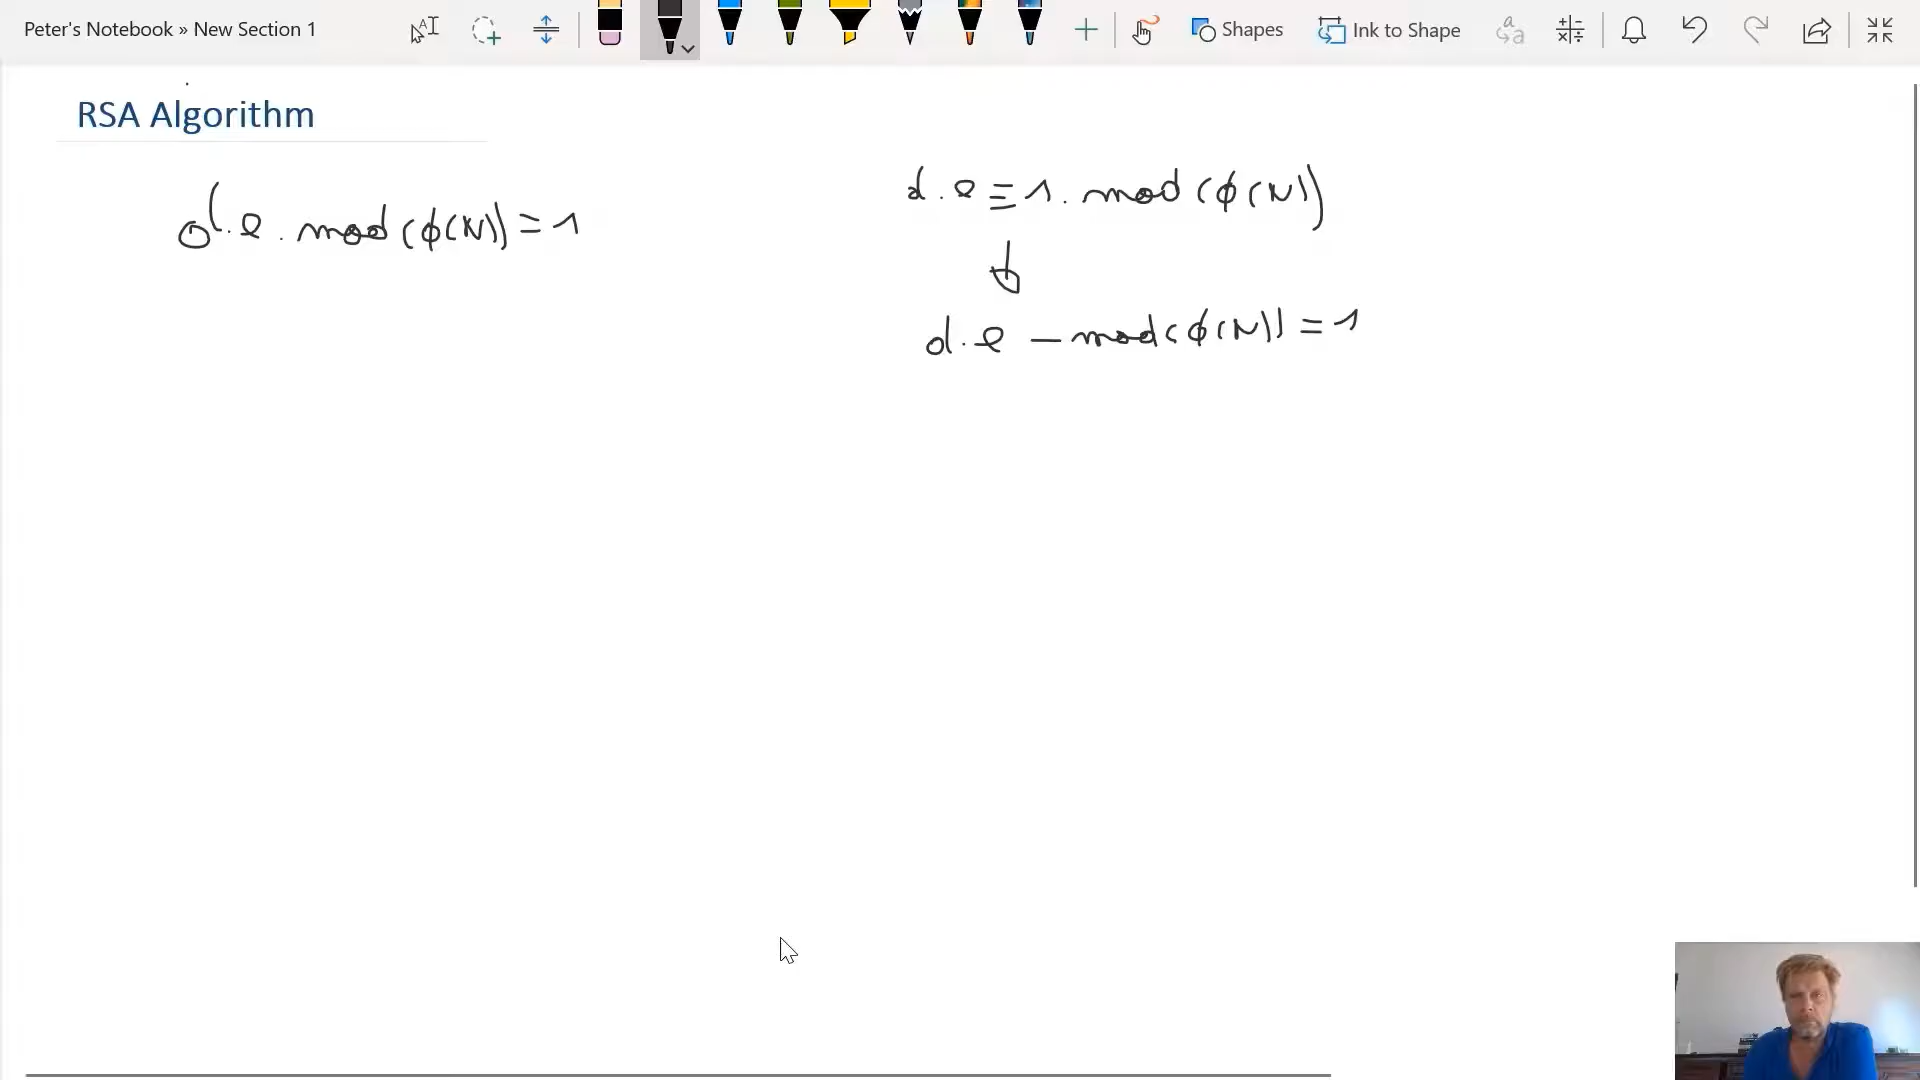 Peter's Notebook » New Section 1
Shapes
Ink to Shape
RSA Algorithm
d.e. mod(φ(N)) = 1
d.e ≡ 1. mod(φ(N))
d.e – mod(φ(N)) = 1